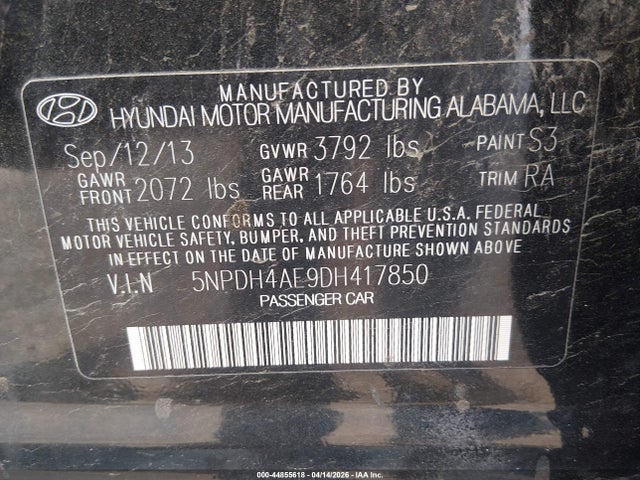 MANUFACTURED BY
HYUNDAI MOTOR MANUFACTURING ALABAMA, LLC
Sep/12/13 GVWR 3792 lbs PAINT S3
GAWR FRONT 2072 lbs GAWR REAR 1764 lbs TRIM RA
THIS VEHICLE CONFORMS TO ALL APPLICABLE U.S.A. FEDERAL
MOTOR VEHICLE SAFETY, BUMPER, AND THEFT PREVENTION STANDARDS
IN EFFECT ON THE DATE OF MANUFACTURE SHOWN ABOVE
V.I.N 5NPDH4AE9DH417850
PASSENGER CAR
000-44855618 - 04/14/2026 - IAA Inc.